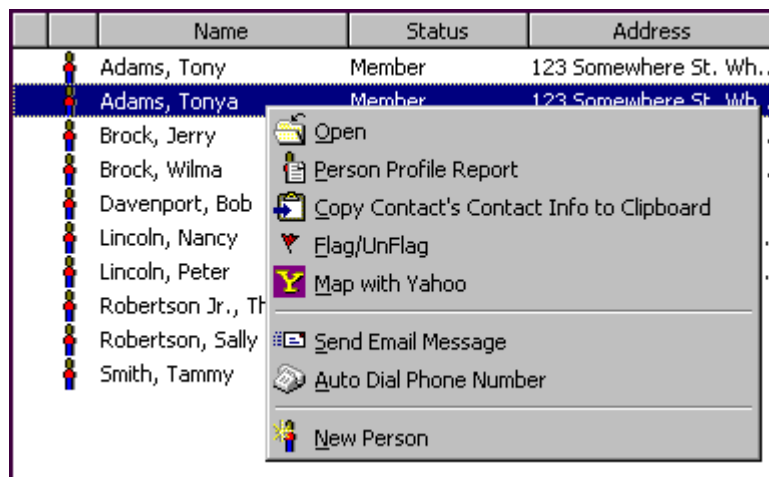 Name Status Address
Adams, Tony Member 123 Somewhere St. Wh..
Adams, Tonya Member 123 Somewhere St. Wh
Brock, Jerry
Brock, Wilma
Davenport, Bob
Lincoln, Nancy
Lincoln, Peter
Robertson Jr., Th
Robertson, Sally
Smith, Tammy
Open
Person Profile Report
Copy Contact's Contact Info to Clipboard
Flag/UnFlag
Map with Yahoo
Send Email Message
Auto Dial Phone Number
New Person